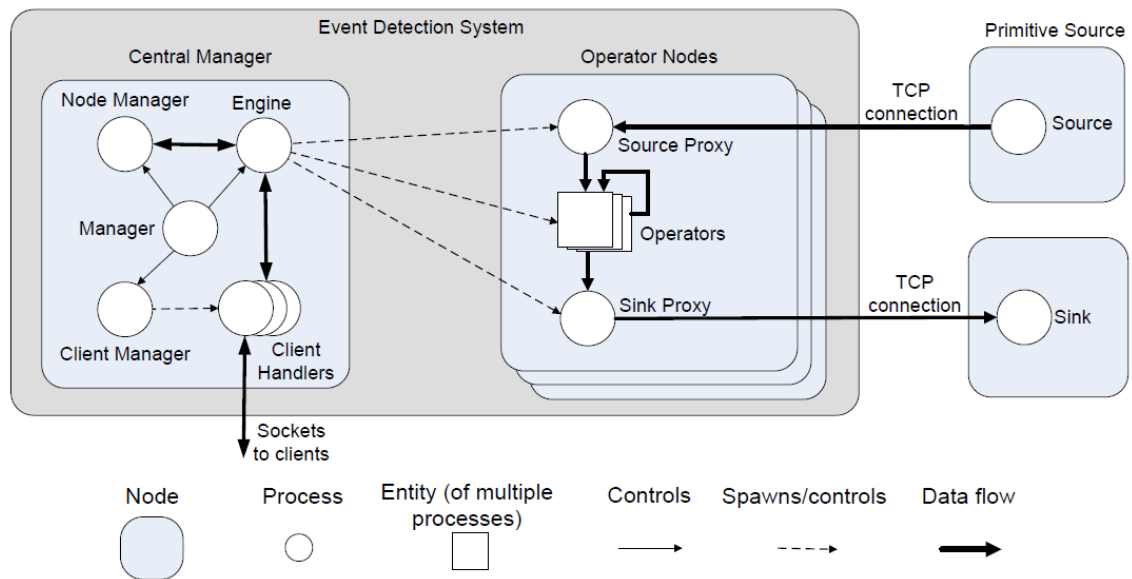 Event Detection System
Primitive Source
Central Manager
Operator Nodes
Node Manager
Engine
TCP
connection
Source
Source Proxy
Manager
Operators
TCP
connection
Sink Proxy
Sink
Client Manager
Client
Handlers
Sockets
to clients
Node
Process
Entity (of multiple
processes)
Controls
Spawns/controls
Data flow